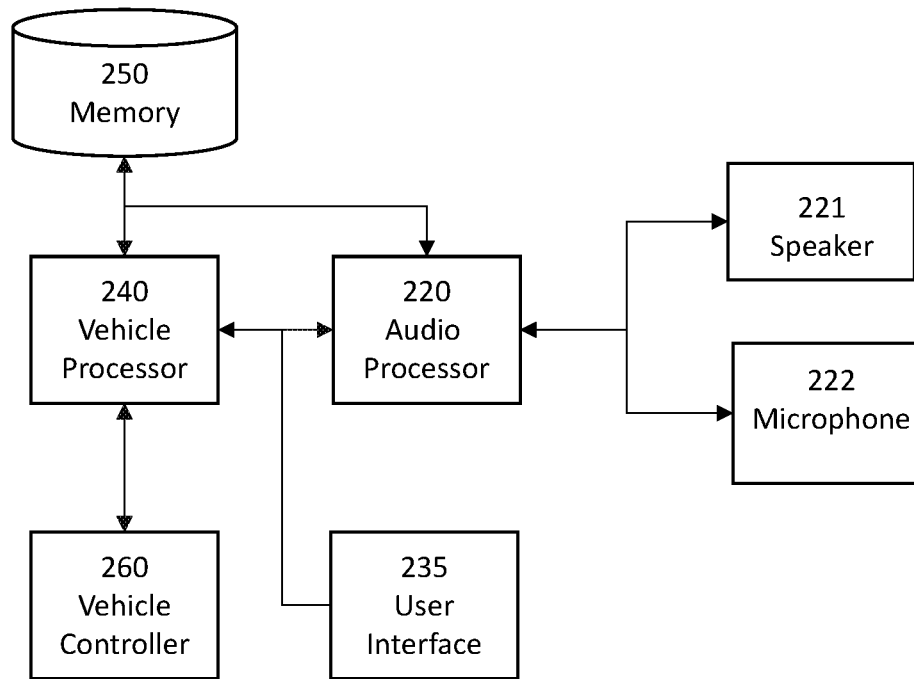 250
Memory
221
Speaker
240
Vehicle
Processor
220
Audio
Processor
222
Microphone
260
Vehicle
Controller
235
User
Interface